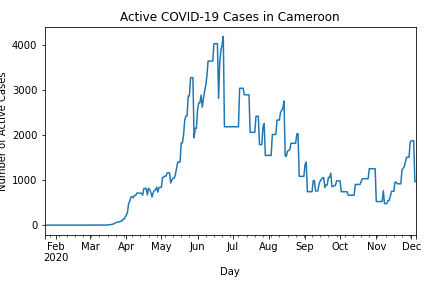 Active COVID-19 Cases in Cameroon
Number of Active Cases
4000
3000
2000
1000
0
Feb Mar Apr May Jun Jul Aug Sep Oct Nov Dec
2020
Day